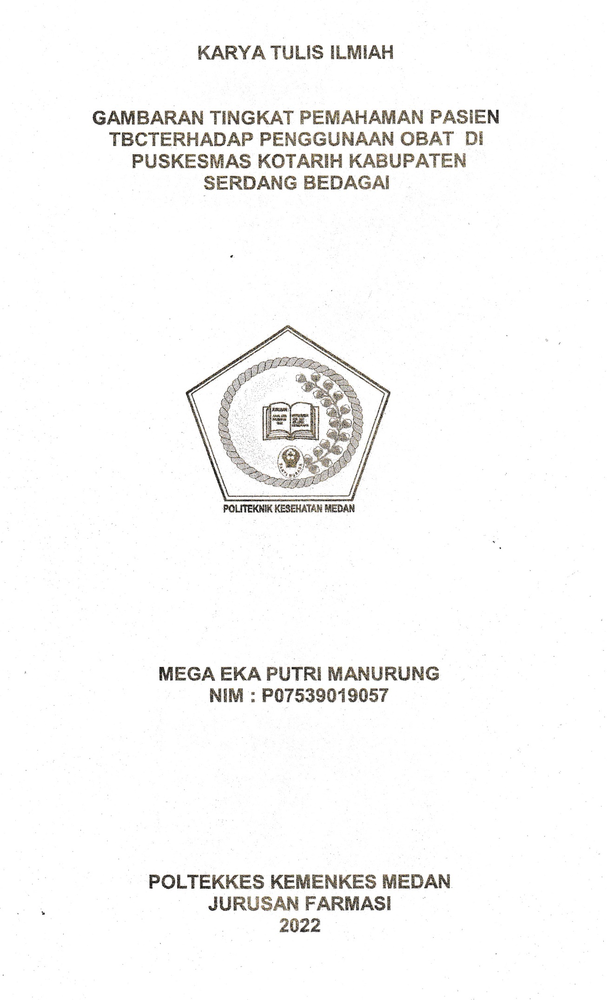 KARYA TULIS ILMIAH
GAMBARAN TINGKAT PEMAHAMAN PASIEN
TBCTERHADAP PENGGUNAAN OBAT DI
PUSKESMAS KOTARIH KABUPATEN
SERDANG BEDAGAI
JURUSAN :
POLITEKNIK KESEHATAN MEDAN
MEGA EKA PUTRI MANURUNG
NIM : P07539019057
POLTEKKES KEMENKES MEDAN
JURUSAN FARMASI
2022